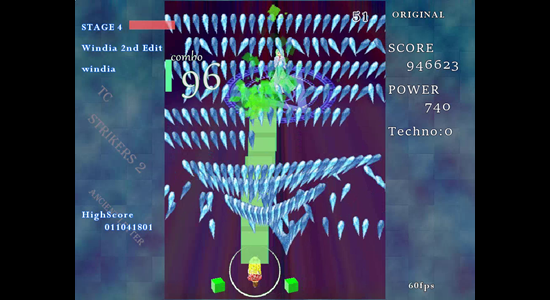 STAGE 4
Windia 2nd Edit
windia
TC
STRIKERS 2
HighScore
011041801
combo
96
51
ORIGINAL
SCORE
946623
POWER
740
Techno:0
60fps